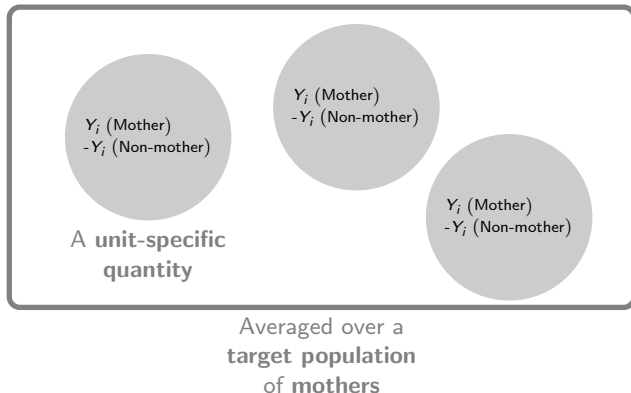 Y_i (Mother)
-Y_i (Non-mother)
Y_i (Mother)
-Y_i (Non-mother)
Y_i (Mother)
-Y_i (Non-mother)
A unit-specific
quantity
Averaged over a
target population
of mothers